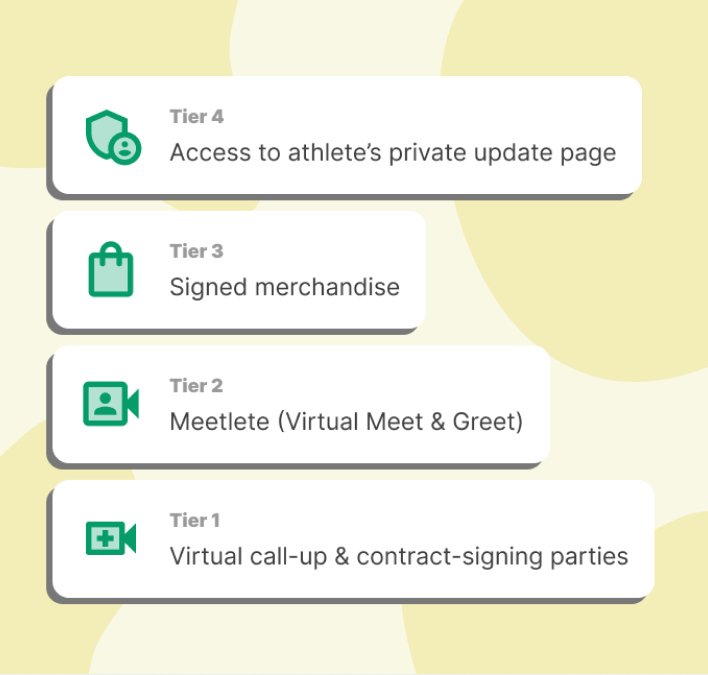 Tier 4
Access to athlete’s private update page
Tier 3
Signed merchandise
Tier 2
Meetlete (Virtual Meet & Greet)
Tier 1
Virtual call-up & contract-signing parties